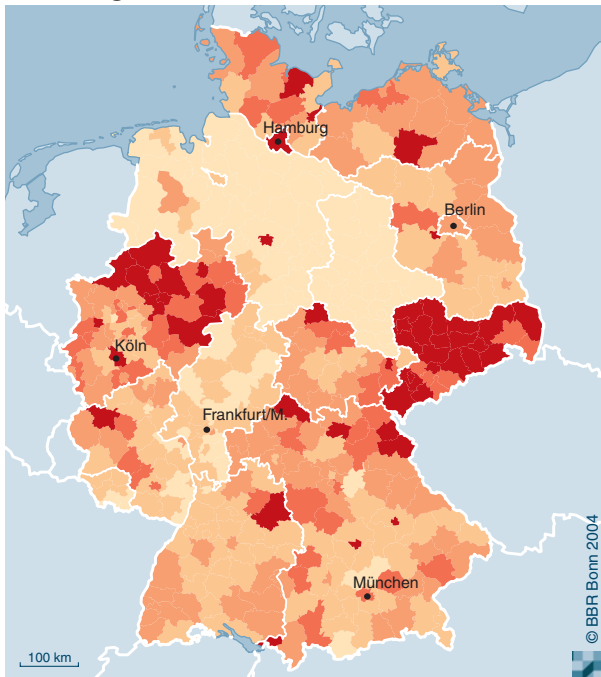 Hamburg
Berlin
Köln
Frankfurt/M.
München
100 km
© BBR Bonn 2004